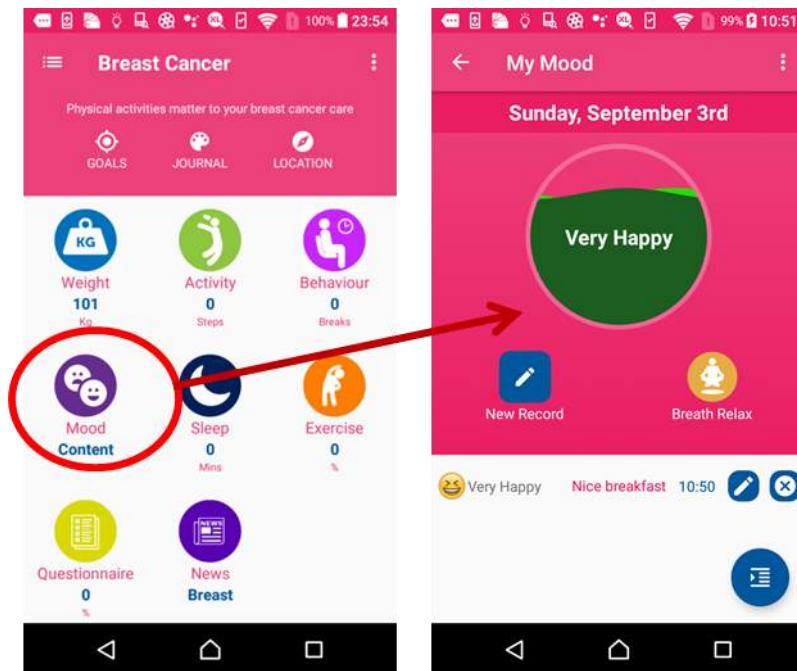 100% 23:54
Breast Cancer
Physical activities matter to your breast cancer care
GOALS JOURNAL LOCATION
KG
Weight Activity Behaviour
101 0 0
Kg Steps Breaks
Mood Sleep Exercise
Content 0 0
Mins %
NEWS
Questionnaire News
0 Breast
%
99% 10:51
My Mood
Sunday, September 3rd
Very Happy
New Record Breath Relax
Very Happy Nice breakfast 10:50